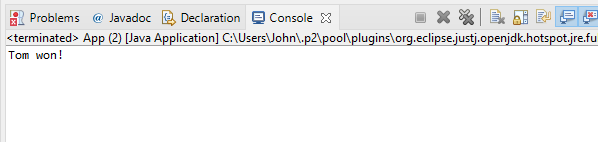 Problems Javadoc Declaration Console
<terminated> App (2) [Java Application] C:\Users\John\.p2\pool\plugins\org.eclipse.justj.openjdk.hotspot.jre.fu
Tom won!